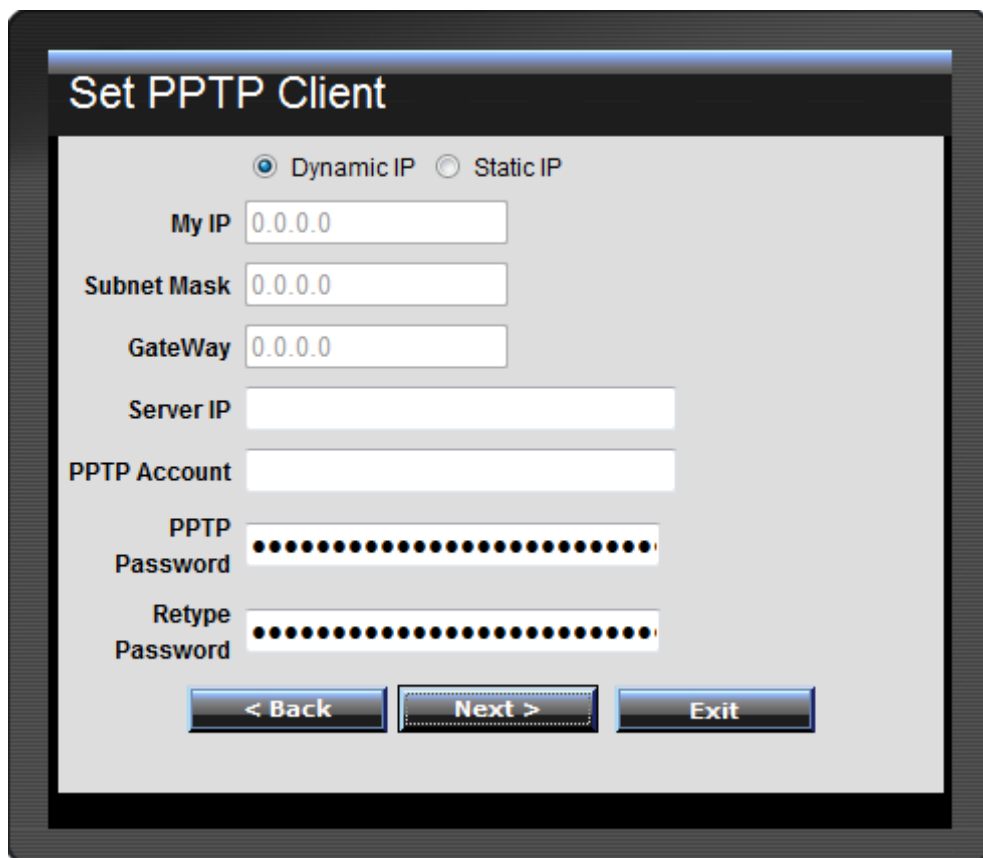 Set PPTP Client
Dynamic IP Static IP
My IP 0.0.0.0
Subnet Mask 0.0.0.0
GateWay 0.0.0.0
Server IP
PPTP Account
PPTP
Password
Retype
Password
< Back Next > Exit